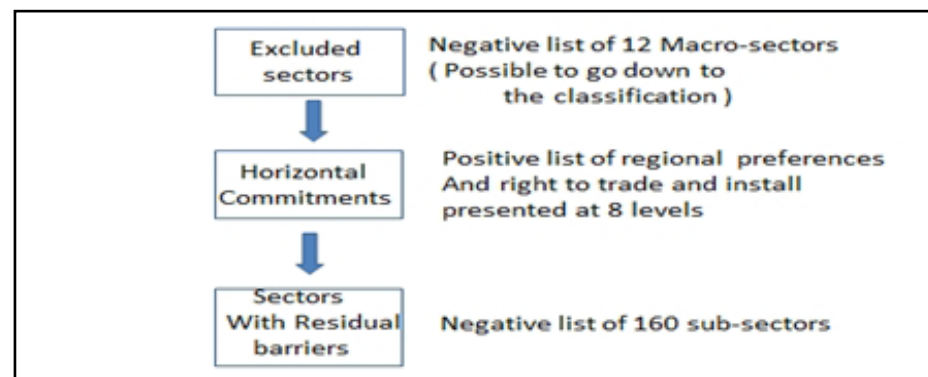 Excluded
sectors
Negative list of 12 Macro-sectors
( Possible to go down to
the classification )
Horizontal
Commitments
Positive list of regional preferences
And right to trade and install
presented at 8 levels
Sectors
With Residual
barriers
Negative list of 160 sub-sectors